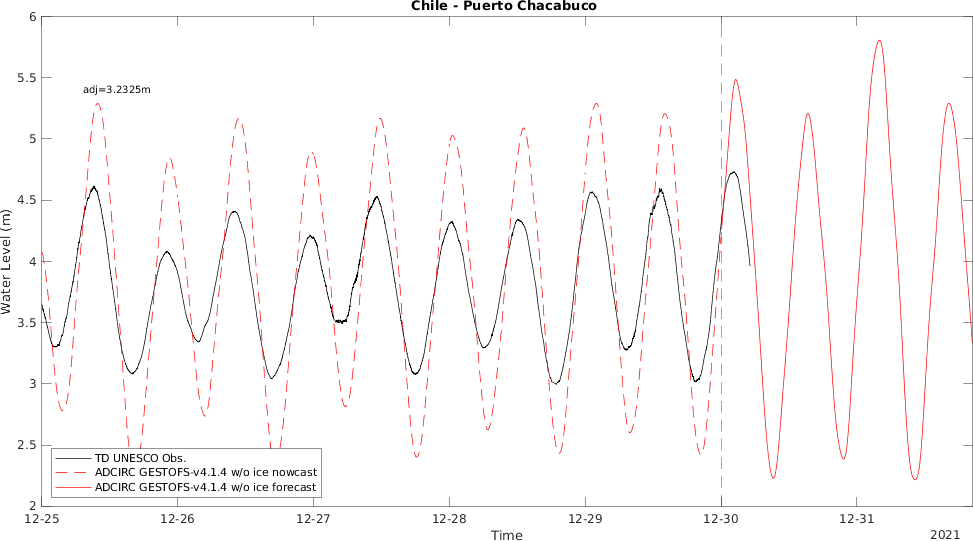 Chile - Puerto Chacabuco
6
5.5
5
4.5
4
3.5
3
2.5
2
Water Level (m)
adj=3.2325m
TD UNESCO Obs.
ADCIRC GESTOFS-v4.1.4 w/o ice nowcast
ADCIRC GESTOFS-v4.1.4 w/o ice forecast
12-25 12-26 12-27 12-28 12-29 12-30 12-31
Time
2021